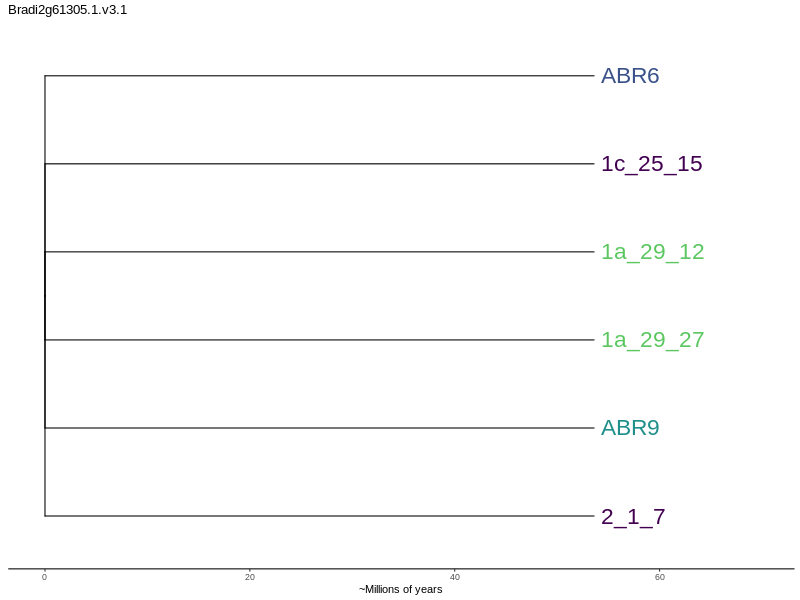 Bradi2g61305.1.v3.1
ABR6
1c_25_15
1a_29_12
1a_29_27
ABR9
2_1_7
0 20 40 60
~Millions of years